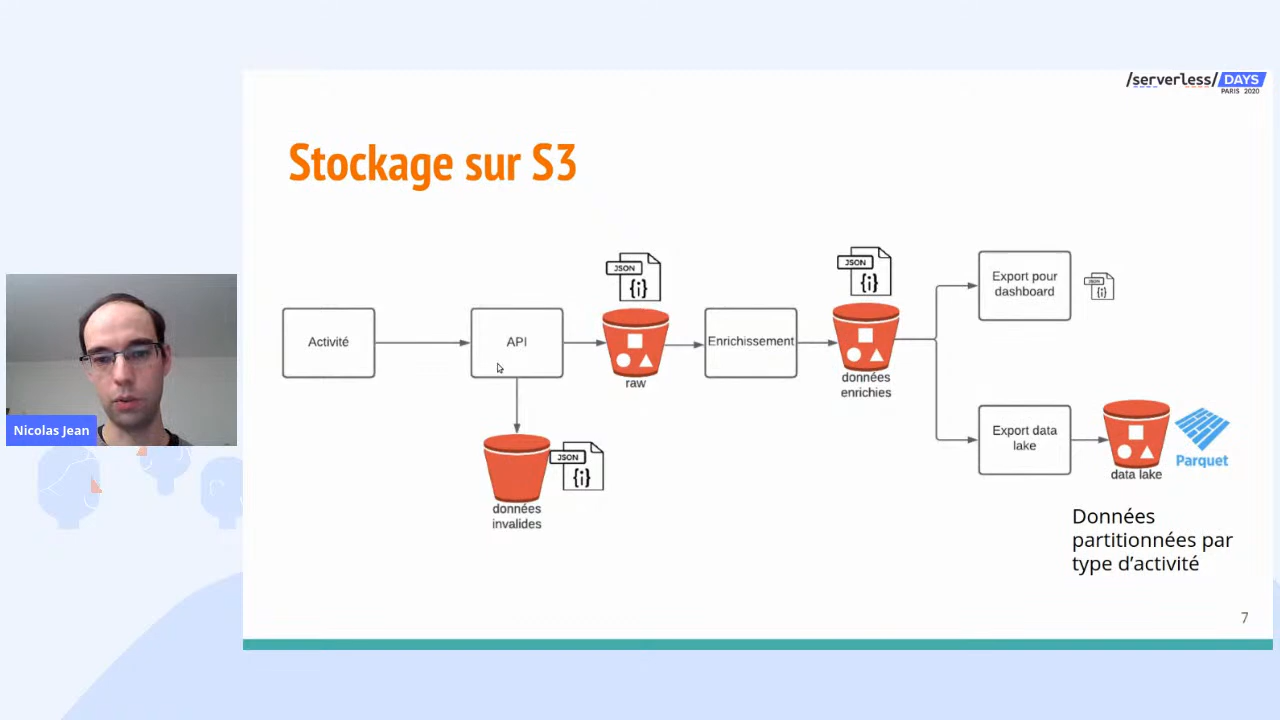 /serverless/ DAYS
PARIS 2020
Stockage sur S3
JSON
{i}
JSON
{i}
Export pour
dashboard
JSON
{i}
Activité
API
raw
Enrichissement
données
enrichies
Nicolas Jean
JSON
{i}
données
invalides
Export data
lake
data lake
Parquet
Données
partitionnées par
type d’activité
7